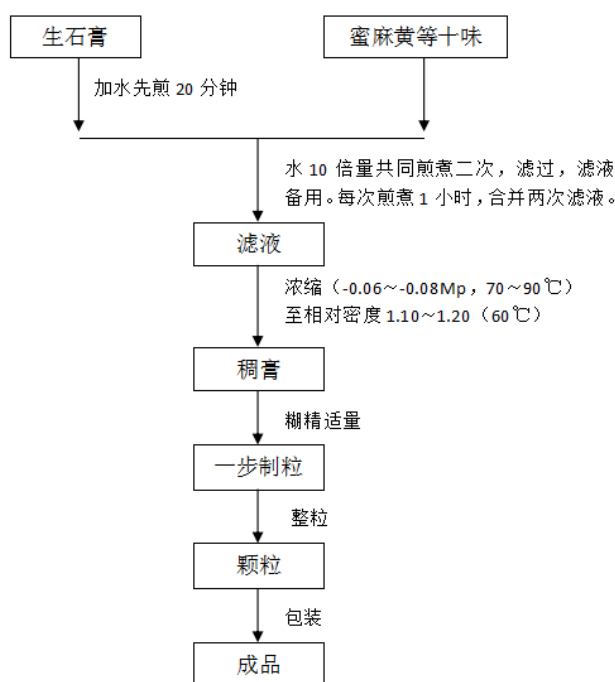 生石膏
蜜麻黄等十味
加水先煎 20 分钟
水 10 倍量共同煎煮二次，滤过，滤液
备用。每次煎煮 1 小时，合并两次滤液。
滤液
浓缩（-0.06～-0.08Mp，70～90℃）
至相对密度 1.10～1.20（60℃）
稠膏
糊精适量
一步制粒
整粒
颗粒
包装
成品